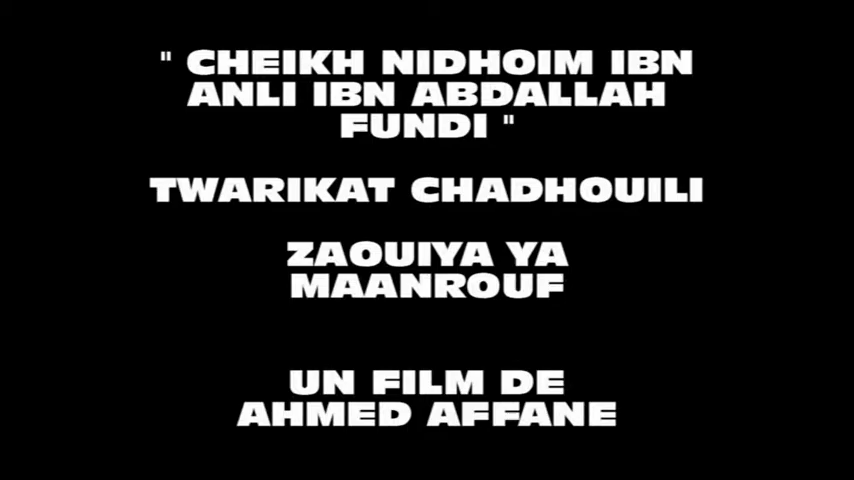 " CHEIKH NIDHOIM IBN
ANLI IBN ABDALLAH
FUNDI "
TWARIKAT CHADHOUILI
ZAOUIYA YA
MAANROUF
UN FILM DE
AHMED AFFANE